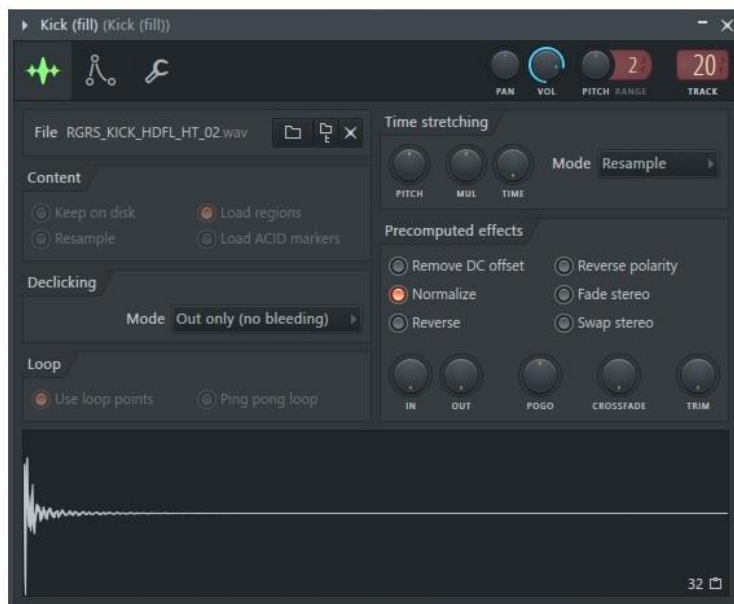 Kick (fill) (Kick (fill))
2
20
PAN VOL PITCH RANGE TRACK
File RGRS_KICK_HDFL_HT_02.wav
Content
Keep on disk Load regions
Resample Load ACID markers
Declicking
Mode Out only (no bleeding)
Loop
Use loop points Ping pong loop
Time stretching
Mode Resample
PITCH MUL TIME
Precomputed effects
Remove DC offset Reverse polarity
Normalize Fade stereo
Reverse Swap stereo
IN OUT POGO CROSSFADE TRIM
32